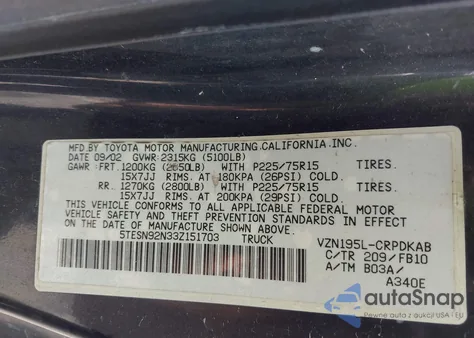 MFD.BY TOYOTA MOTOR MANUFACTURING,CALIFORNIA,INC.
DATE 09/02 GVWR:2315KG (5100LB)
GAWR:FRT.1200KG (2650LB) WITH P225/75R15 TIRES.
15X7JJ RIMS. AT 180KPA (26PSI) COLD.
RR. 1270KG (2800LB) WITH P225/75R15 TIRES.
15X7JJ RIMS. AT 200KPA (29PSI) COLD.
THIS VEHICLE CONFORMS TO ALL APPLICABLE FEDERAL MOTOR VEHICLE
SAFETY AND THEFT PREVENTION STANDARDS IN EFFECT ON THE DATE OF
MANUFACTURE SHOWN ABOVE.
5TESN92N33Z151703 TRUCK VZN195L-CRPDKAB
C/TR 209/FB10
A/TM B03A/
A340E
autoSnap
Pewne auta z aukcji USA i EU